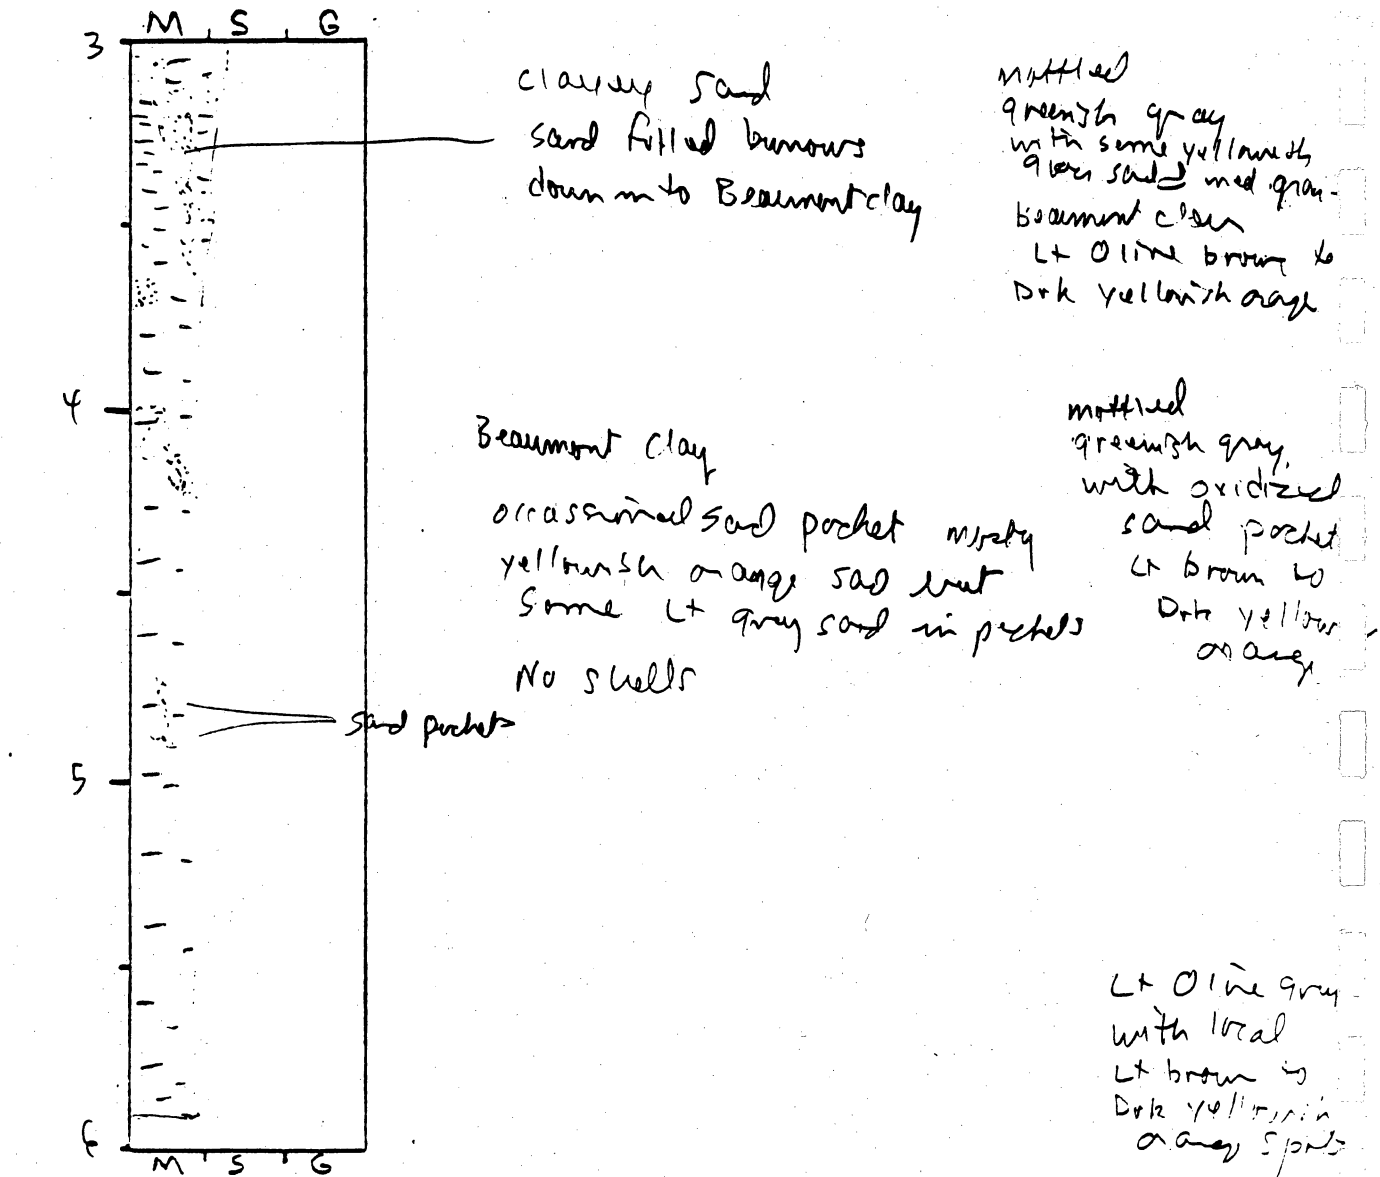 M S G
3
clayey sand
sand filled burrows
down into Beaumont clay
mottled
greenish gray
with some yellowish
sand med gray
beaumont clay
Lt Olive brown to
Drk yellowish orange
4
Beaumont clay
occassional sand pocket mostly
yellowish orange sand but
Some Lt gray sand in pockets
No shells
mottled
greenish gray
with oxidized
sand pocket
Lt brown to
Drk yellowish
orange
sand pockets
5
Lt Olive gray
with local
Lt brown to
Drk yellowish
orange spots
6
M S G